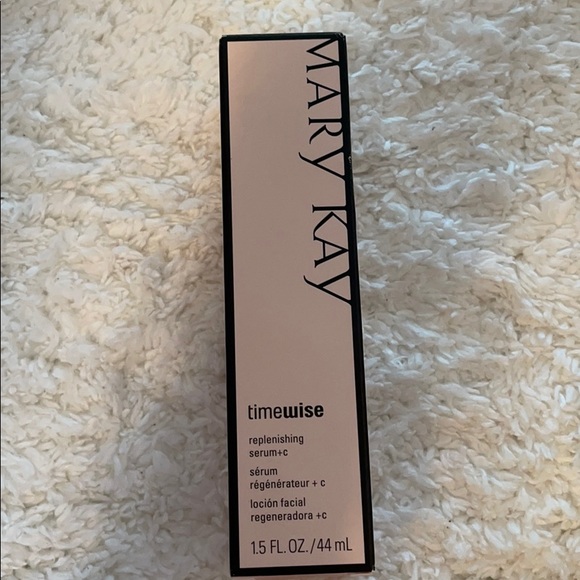 MARY KAY
timewise
replenishing
serum+c
sérum
régénérateur + c
loción facial
regeneradora +c
1.5 FL. OZ./44 mL